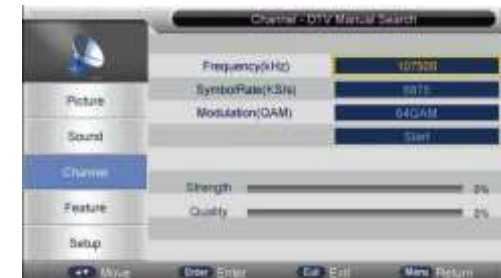 Channel - DTV Manual Search
Frequency(kHz) 107500
SymbolRate(KS/s) 6875
Modulation(QAM) 64QAM
Start
Picture
Sound
Channel
Feature
Setup
Strength 0%
Quality 0%
Move Enter Enter Exit Exit Menu Return